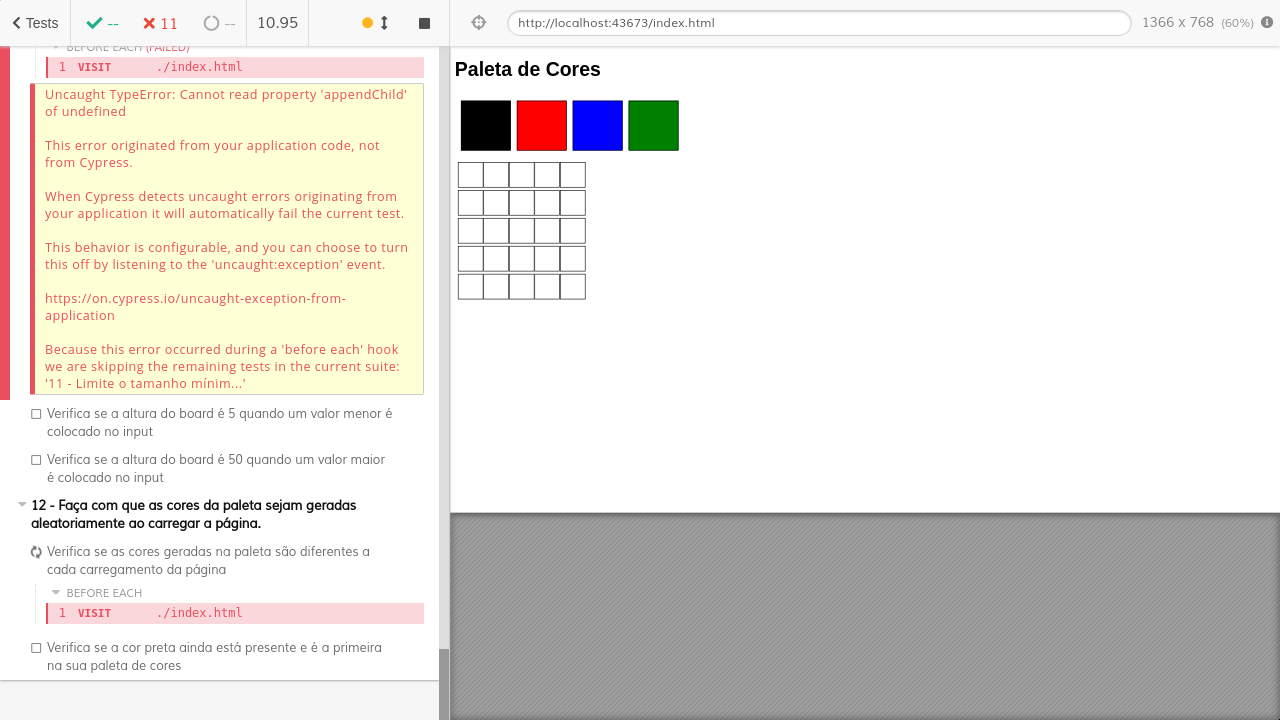 Tests
--
11
--
10.95
http://localhost:43673/index.html
1366 x 768 (60%)
BEFORE EACH (FAILED)
1 VISIT ./index.html
Uncaught TypeError: Cannot read property 'appendChild'
of undefined
This error originated from your application code, not
from Cypress.
When Cypress detects uncaught errors originating from
your application it will automatically fail the current test.
This behavior is configurable, and you can choose to turn
this off by listening to the 'uncaught:exception' event.
https://on.cypress.io/uncaught-exception-from-
application
Because this error occurred during a 'before each' hook
we are skipping the remaining tests in the current suite:
'11 - Limite o tamanho mínim...'
Verifica se a altura do board é 5 quando um valor menor é
colocado no input
Verifica se a altura do board é 50 quando um valor maior
é colocado no input
12 - Faça com que as cores da paleta sejam geradas
aleatoriamente ao carregar a página.
Verifica se as cores geradas na paleta são diferentes a
cada carregamento da página
BEFORE EACH
1 VISIT ./index.html
Verifica se a cor preta ainda está presente e é a primeira
na sua paleta de cores
Paleta de Cores